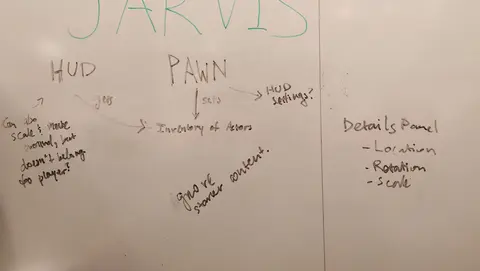 JARVIS
HUD
PAWN
gets
sets
HUD
settings?
Can also
scale & move
around, but
doesn't belong
to player?
Inventory of Actors
ignore
starter content.
Details Panel
- Location
- Rotation
- Scale